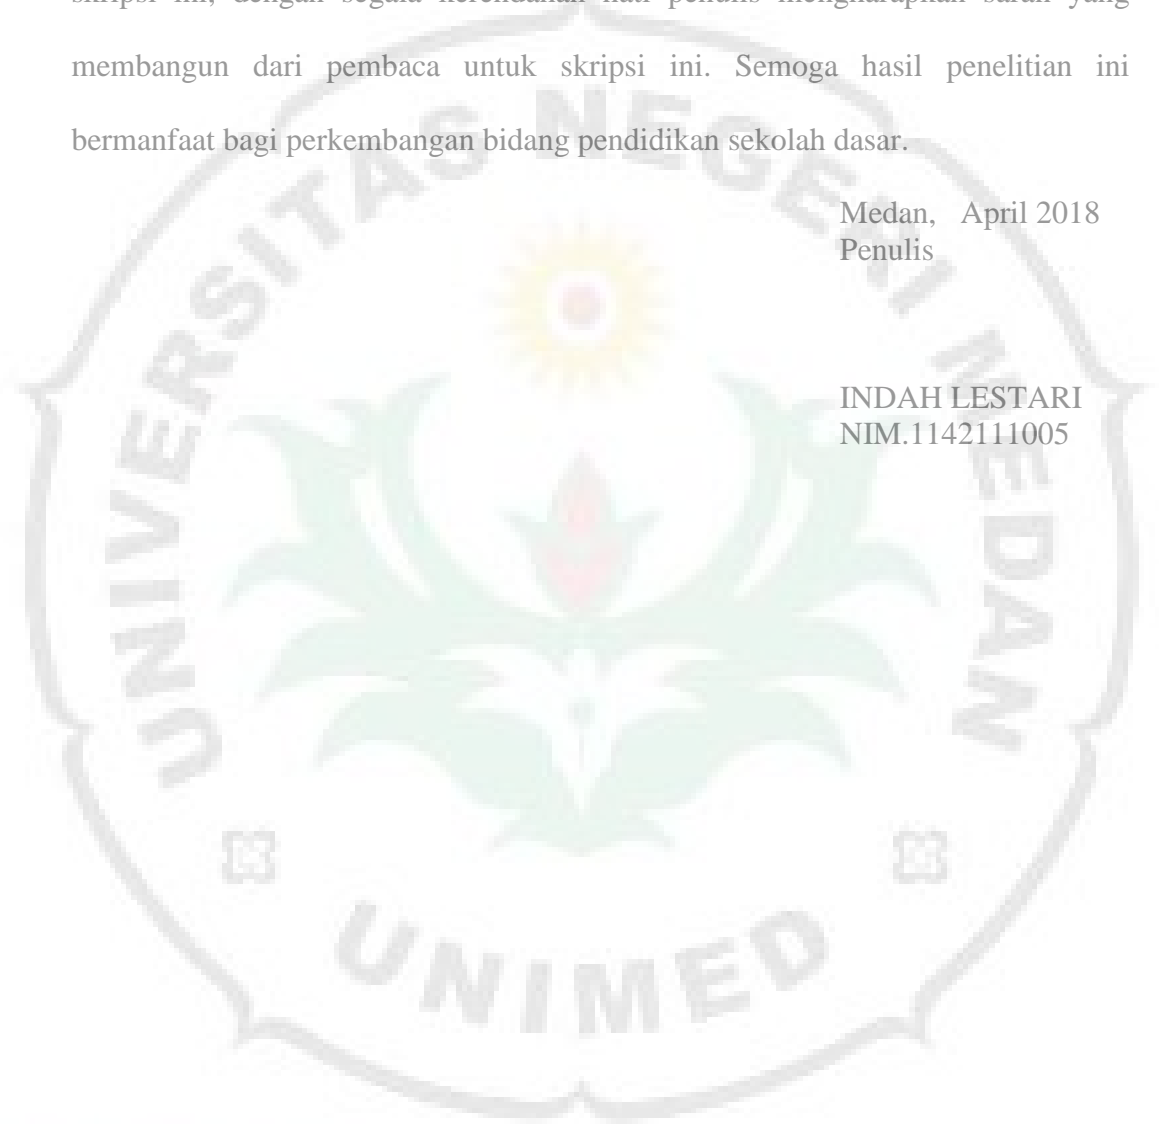 skripsi ini, dengan segala kerendahan hati penulis mengharapkan saran yang
membangun dari pembaca untuk skripsi ini. Semoga hasil penelitian ini
bermanfaat bagi perkembangan bidang pendidikan sekolah dasar.
Medan, April 2018
Penulis
INDAH LESTARI
NIM.1142111005
UNIVERSITAS NEGERI MEDAN
UNIMED